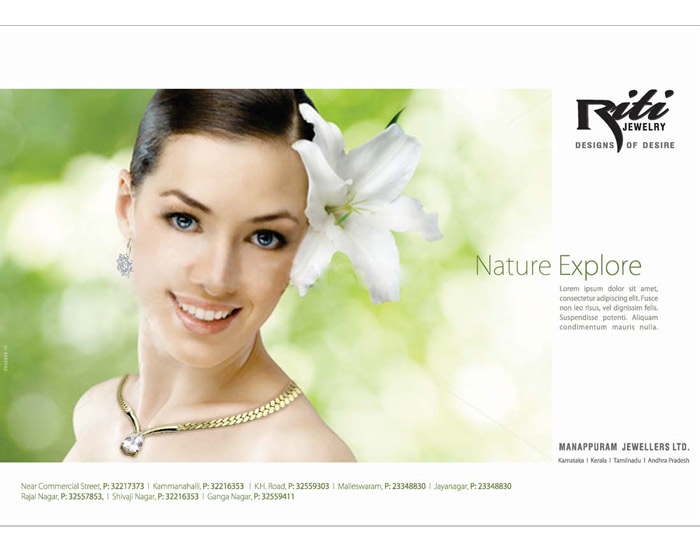 Riti
JEWELRY
DESIGNS OF DESIRE
Nature Explore
Lorem ipsum dolor sit amet,
consectetur adipiscing elit. Fusce
non leo risus, vel dignissim felis.
Suspendisse potenti. Aliquam
condimentum mauris nulla.
MANAPPURAM JEWELLERS LTD.
Karnataka I Kerala I Tamilnadu I Andhra Pradesh
Near Commercial Street, P: 32217373 I Kammanahalli, P: 32216353 I K.H. Road, P: 32559303 I Malleswaram, P: 23348830 I Jayanagar, P: 23348830
Rajai Nagar, P: 32557853, I Shivaji Nagar, P: 32216353 I Ganga Nagar, P: 32559411